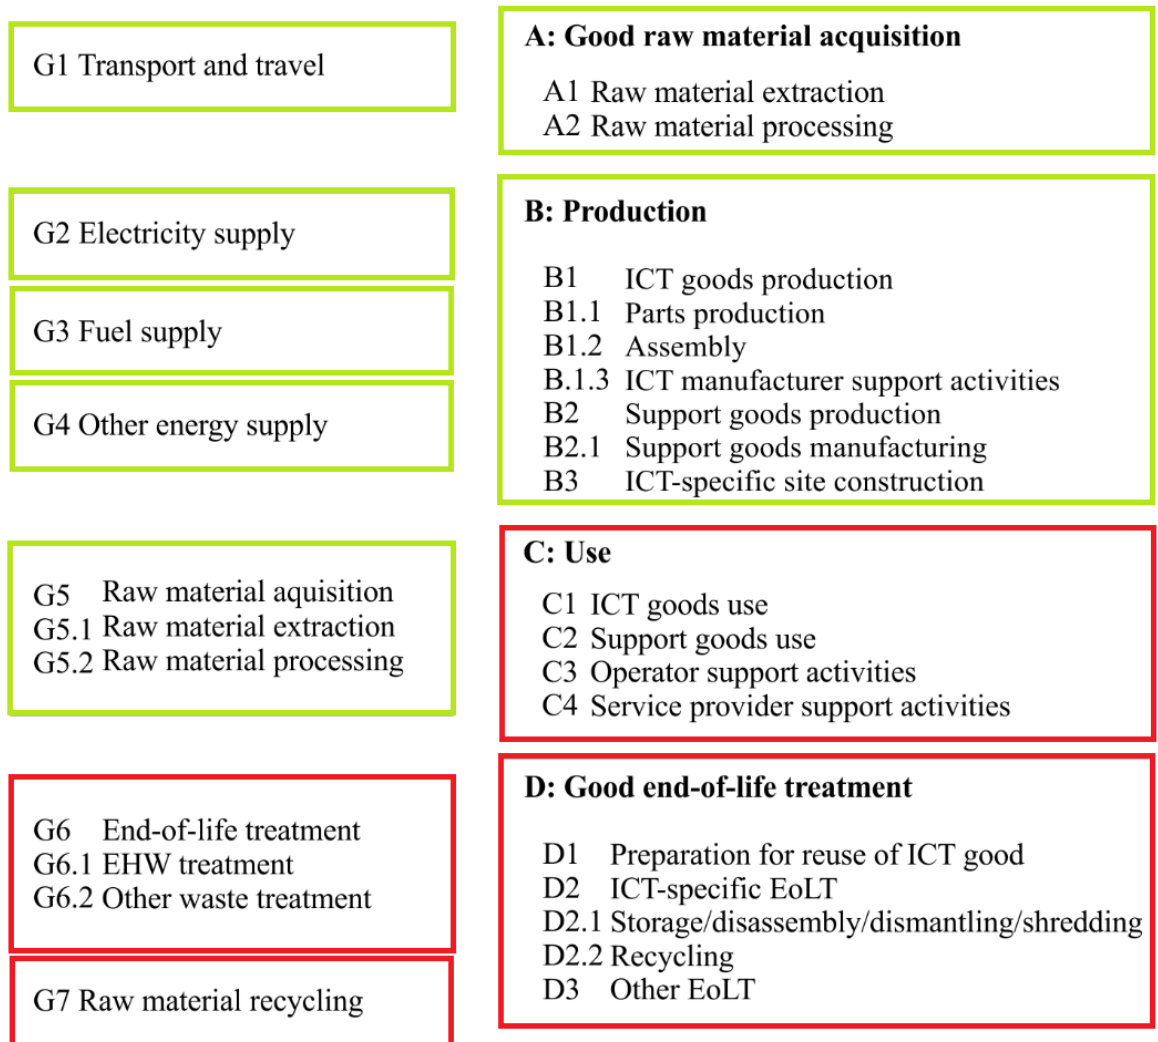 G1 Transport and travel
G2 Electricity supply
G3 Fuel supply
G4 Other energy supply
G5 Raw material aquisition
G5.1 Raw material extraction
G5.2 Raw material processing
G6 End-of-life treatment
G6.1 EHW treatment
G6.2 Other waste treatment
G7 Raw material recycling
A: Good raw material acquisition
A1 Raw material extraction
A2 Raw material processing
B: Production
B1 ICT goods production
B1.1 Parts production
B1.2 Assembly
B.1.3 ICT manufacturer support activities
B2 Support goods production
B2.1 Support goods manufacturing
B3 ICT-specific site construction
C: Use
C1 ICT goods use
C2 Support goods use
C3 Operator support activities
C4 Service provider support activities
D: Good end-of-life treatment
D1 Preparation for reuse of ICT good
D2 ICT-specific EoLT
D2.1 Storage/disassembly/dismantling/shredding
D2.2 Recycling
D3 Other EoLT